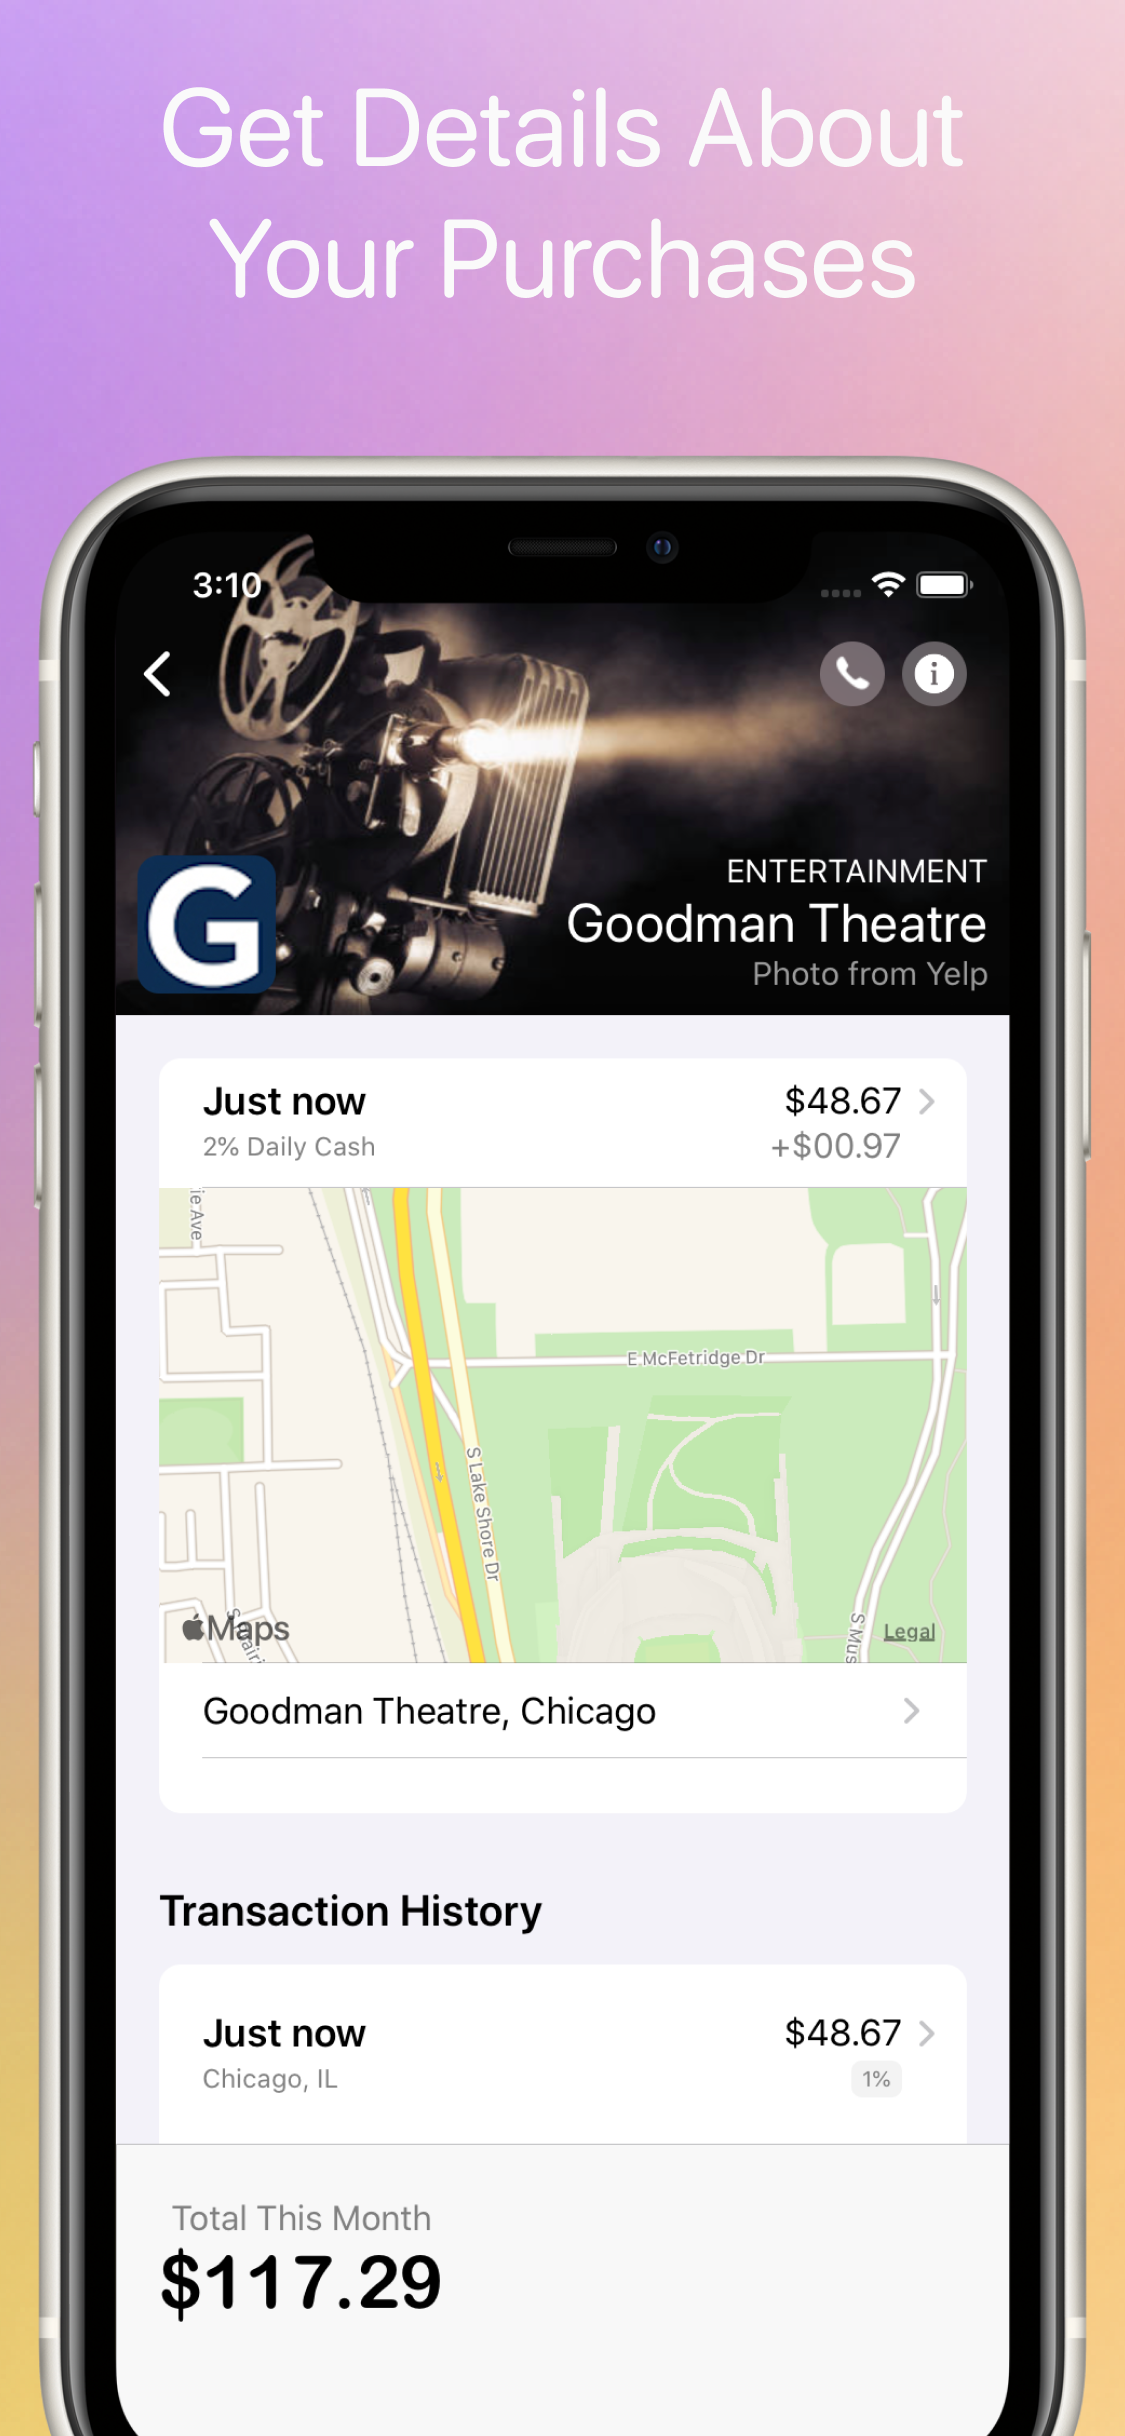 Get Details About
Your Purchases
3:10
ENTERTAINMENT
Goodman Theatre
Photo from Yelp
G
Just now
$48.67
2% Daily Cash
+$00.97
ie Ave
E McFetridge Dr
S Lake Shore Dr
S Mus
Maps
Legal
Goodman Theatre, Chicago
Transaction History
Just now
$48.67
Chicago, IL
1%
Total This Month
$117.29